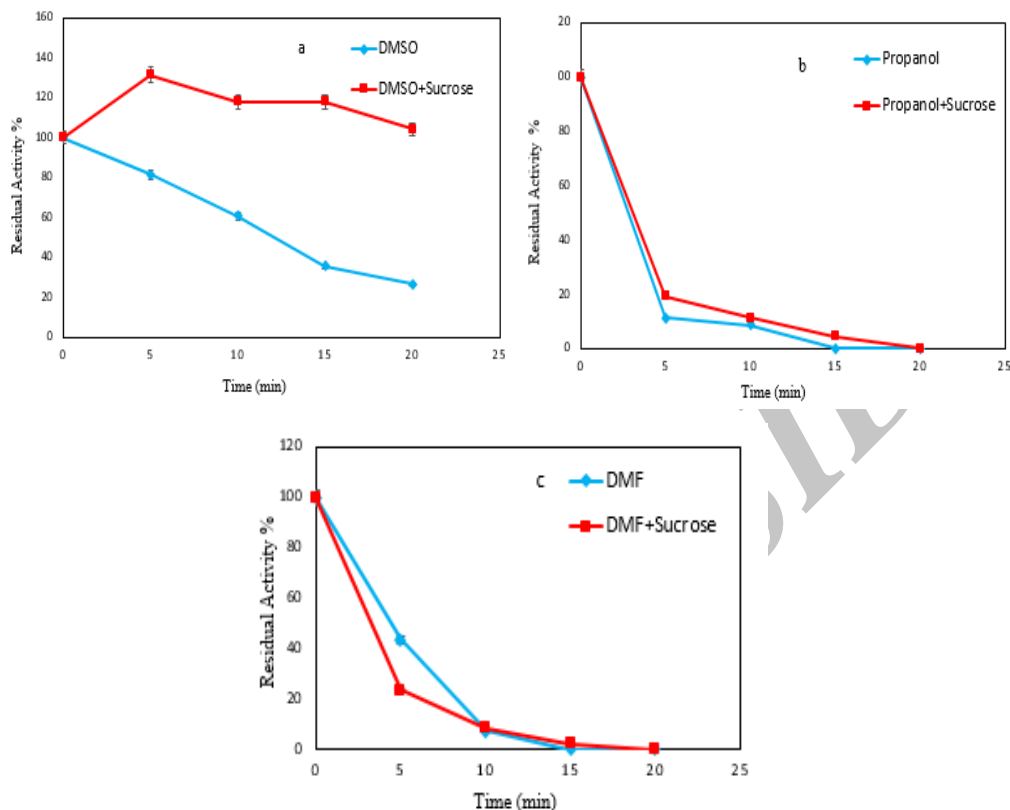 160
140
120
100
80
60
40
20
0
0 5 10 15 20 25
Residual Activity %
Time (min)
a
DMSO
DMSO+Sucrose
20
00
80
60
40
20
0
0 5 10 15 20 25
Residual Activity %
Time (min)
b
Propanol
Propanol+Sucrose
120
100
80
60
40
20
0
0 5 10 15 20 25
Residual Activity %
Time (min)
c
DMF
DMF+Sucrose